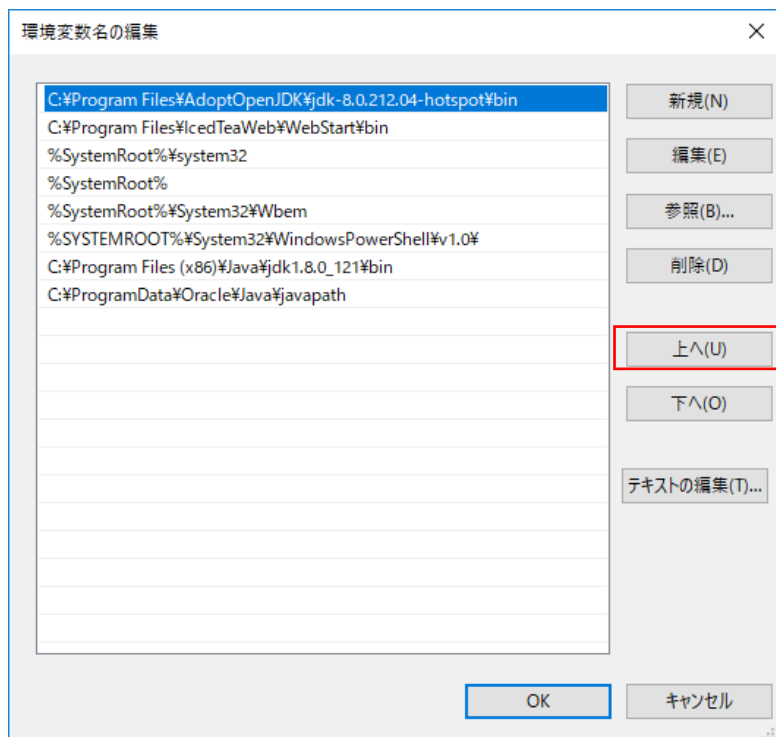 環境変数名の編集
C:¥Program Files¥AdoptOpenJDK¥jdk-8.0.212.04-hotspot¥bin
C:¥Program Files¥IcedTeaWeb¥WebStart¥bin
%SystemRoot%¥system32
%SystemRoot%
%SystemRoot%¥System32¥Wbem
%SYSTEMROOT%¥System32¥WindowsPowerShell¥v1.0¥
C:¥Program Files (x86)¥Java¥jdk1.8.0_121¥bin
C:¥ProgramData¥Oracle¥Java¥javapath
新規(N)
編集(E)
参照(B)...
削除(D)
上へ(U)
下へ(O)
テキストの編集(T)...
OK
キャンセル